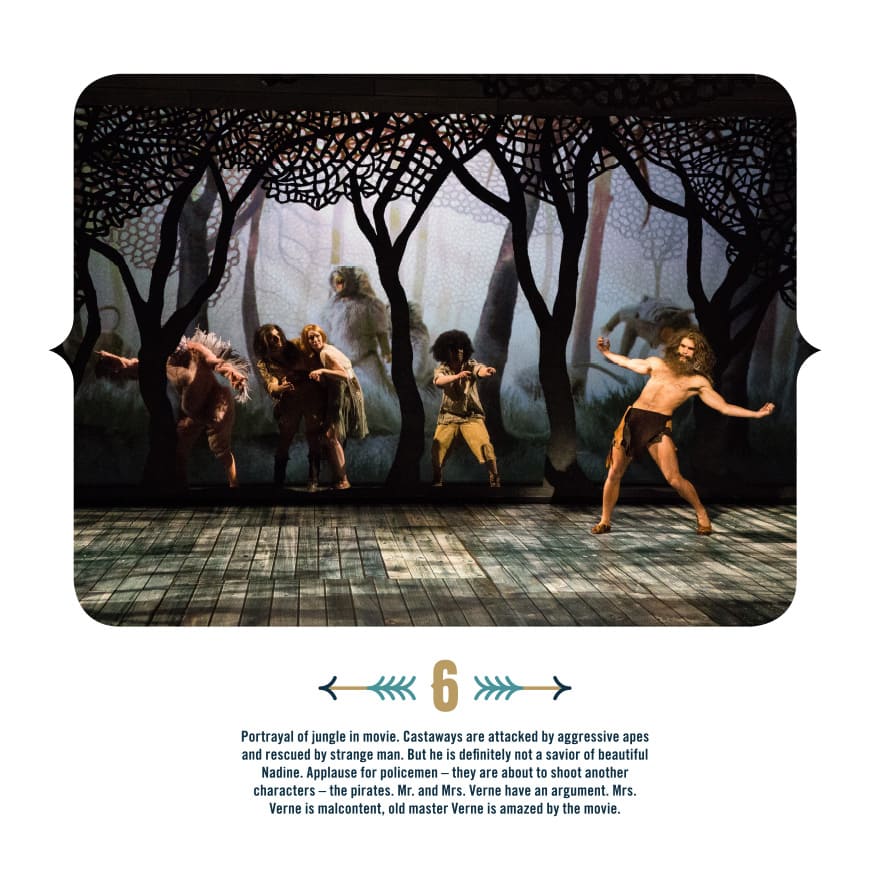 6
Portrayal of jungle in movie. Castaways are attacked by aggressive apes
and rescued by strange man. But he is definitely not a savior of beautiful
Nadine. Applause for policemen – they are about to shoot another
characters – the pirates. Mr. and Mrs. Verne have an argument. Mrs.
Verne is malcontent, old master Verne is amazed by the movie.